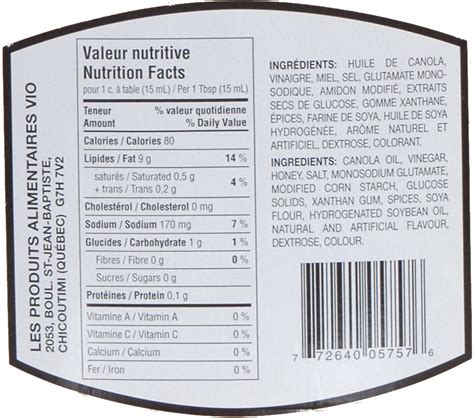 LES PRODUITS ALIMENTAIRES VIO
2053, BOUL. ST-JEAN-BAPTISTE,
CHICOUTIMI (QUEBEC) G7H 7V2
Valeur nutritive
Nutrition Facts
pour 1 c. à table (15 mL) / Per 1 Tbsp (15 mL)
Teneur % valeur quotidienne
Amount % Daily Value
Calories / Calories 80
Lipides / Fat 9 g 14 %
saturés / Saturated 0,5 g
+ trans / Trans 0,2 g 4 %
Cholestérol / Cholesterol 0 mg
Sodium / Sodium 170 mg 7 %
Glucides / Carbohydrate 1 g 1 %
Fibres / Fibre 0 g 0 %
Sucres / Sugars 0 g
Protéines / Protein 0,1 g
Vitamine A / Vitamin A 0 %
Vitamine C / Vitamin C 0 %
Calcium / Calcium 0 %
Fer / Iron 0 %
INGRÉDIENTS: HUILE DE CANOLA,
VINAIGRE, MIEL, SEL, GLUTAMATE MONO-
SODIQUE, AMIDON MODIFIÉ, EXTRAITS
SECS DE GLUCOSE, GOMME XANTHANE,
ÉPICES, FARINE DE SOYA, HUILE DE SOYA
HYDROGÉNÉE, ARÔME NATUREL ET
ARTIFICIEL, DEXTROSE, COLORANT.
INGREDIENTS: CANOLA OIL, VINEGAR,
HONEY, SALT, MONOSODIUM GLUTAMATE,
MODIFIED CORN STARCH, GLUCOSE
SOLIDS, XANTHAN GUM, SPICES, SOYA
FLOUR, HYDROGENATED SOYBEAN OIL,
NATURAL AND ARTIFICIAL FLAVOUR,
DEXTROSE, COLOUR.
7 72640 05757 6